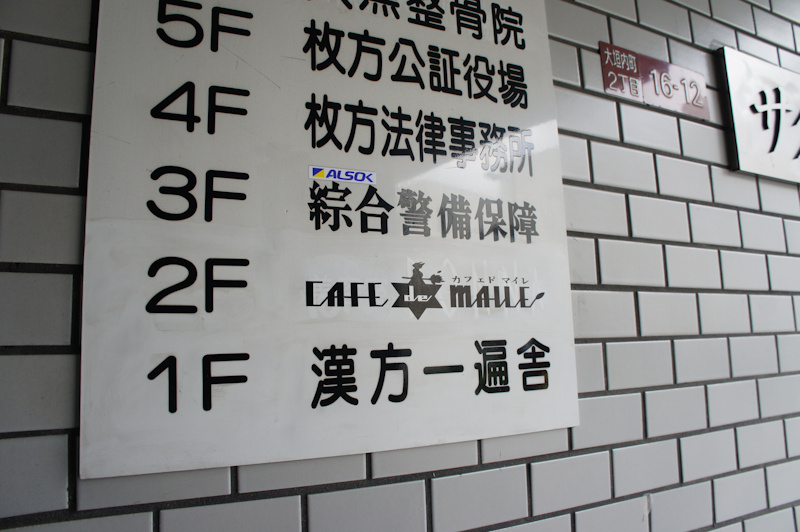 整骨院
5F 枚方公証役場
4F 枚方法律事務所
ALSOK
3F 綜合警備保障
カフェド マイレ
2F CAFE de MAILE
1F 漢方一遍舎
大垣内町
2丁目 16-12
サ